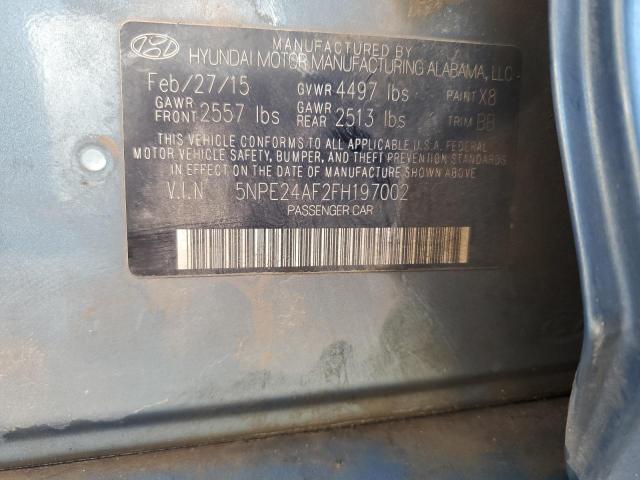 MANUFACTURED BY
HYUNDAI MOTOR MANUFACTURING ALABAMA, LLC
Feb/27/15 GVWR 4497 lbs PAINT X8
GAWR FRONT 2557 lbs GAWR REAR 2513 lbs TRIM BB
THIS VEHICLE CONFORMS TO ALL APPLICABLE U.S.A. FEDERAL
MOTOR VEHICLE SAFETY, BUMPER, AND THEFT PREVENTION STANDARDS
IN EFFECT ON THE DATE OF MANUFACTURE SHOWN ABOVE.
V.I.N 5NPE24AF2FH197002
PASSENGER CAR